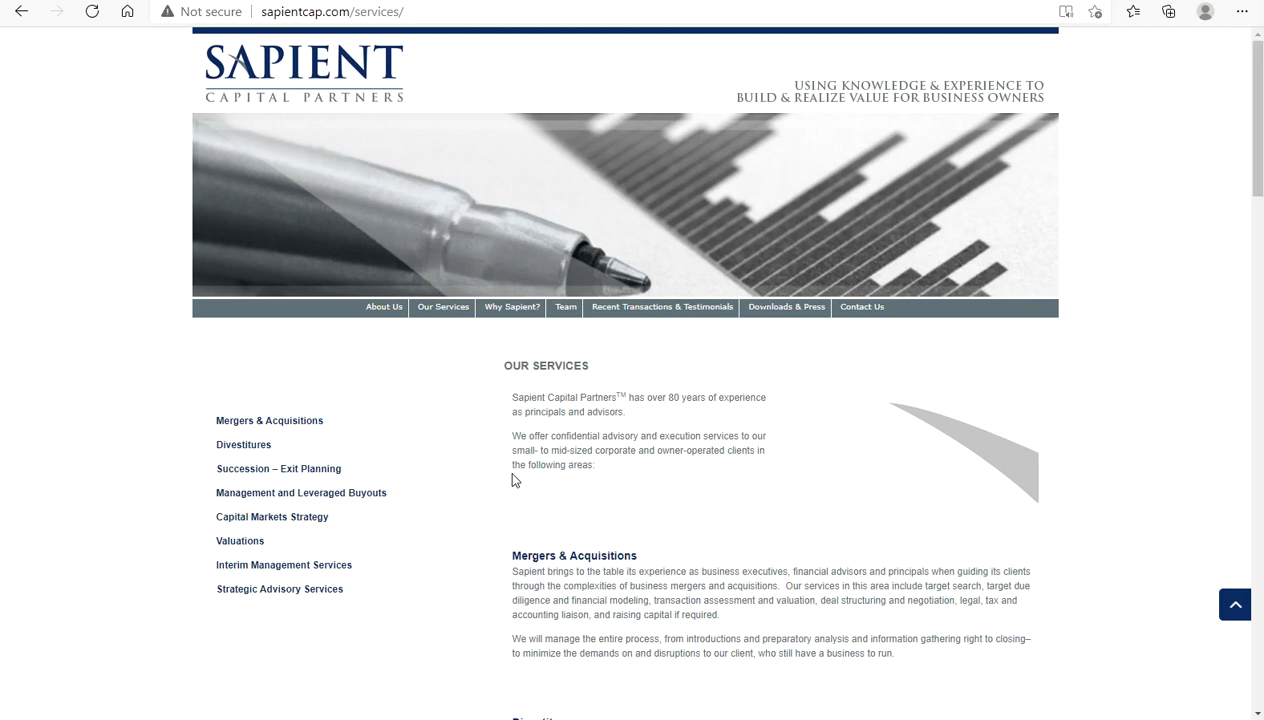 Not secure
sapientcap.com/services/
SAPIENT
CAPITAL PARTNERS
USING KNOWLEDGE & EXPERIENCE TO
BUILD & REALIZE VALUE FOR BUSINESS OWNERS
About Us
Our Services
Why Sapient?
Team
Recent Transactions & Testimonials
Downloads & Press
Contact Us
OUR SERVICES
Mergers & Acquisitions
Divestitures
Succession – Exit Planning
Management and Leveraged Buyouts
Capital Markets Strategy
Valuations
Interim Management Services
Strategic Advisory Services
Sapient Capital Partners™ has over 80 years of experience
as principals and advisors.
We offer confidential advisory and execution services to our
small- to mid-sized corporate and owner-operated clients in
the following areas:
Mergers & Acquisitions
Sapient brings to the table its experience as business executives, financial advisors and principals when guiding its clients
through the complexities of business mergers and acquisitions. Our services in this area include target search, target due
diligence and financial modeling, transaction assessment and valuation, deal structuring and negotiation, legal, tax and
accounting liaison, and raising capital if required.
We will manage the entire process, from introductions and preparatory analysis and information gathering right to closing–
to minimize the demands on and disruptions to our client, who still have a business to run.